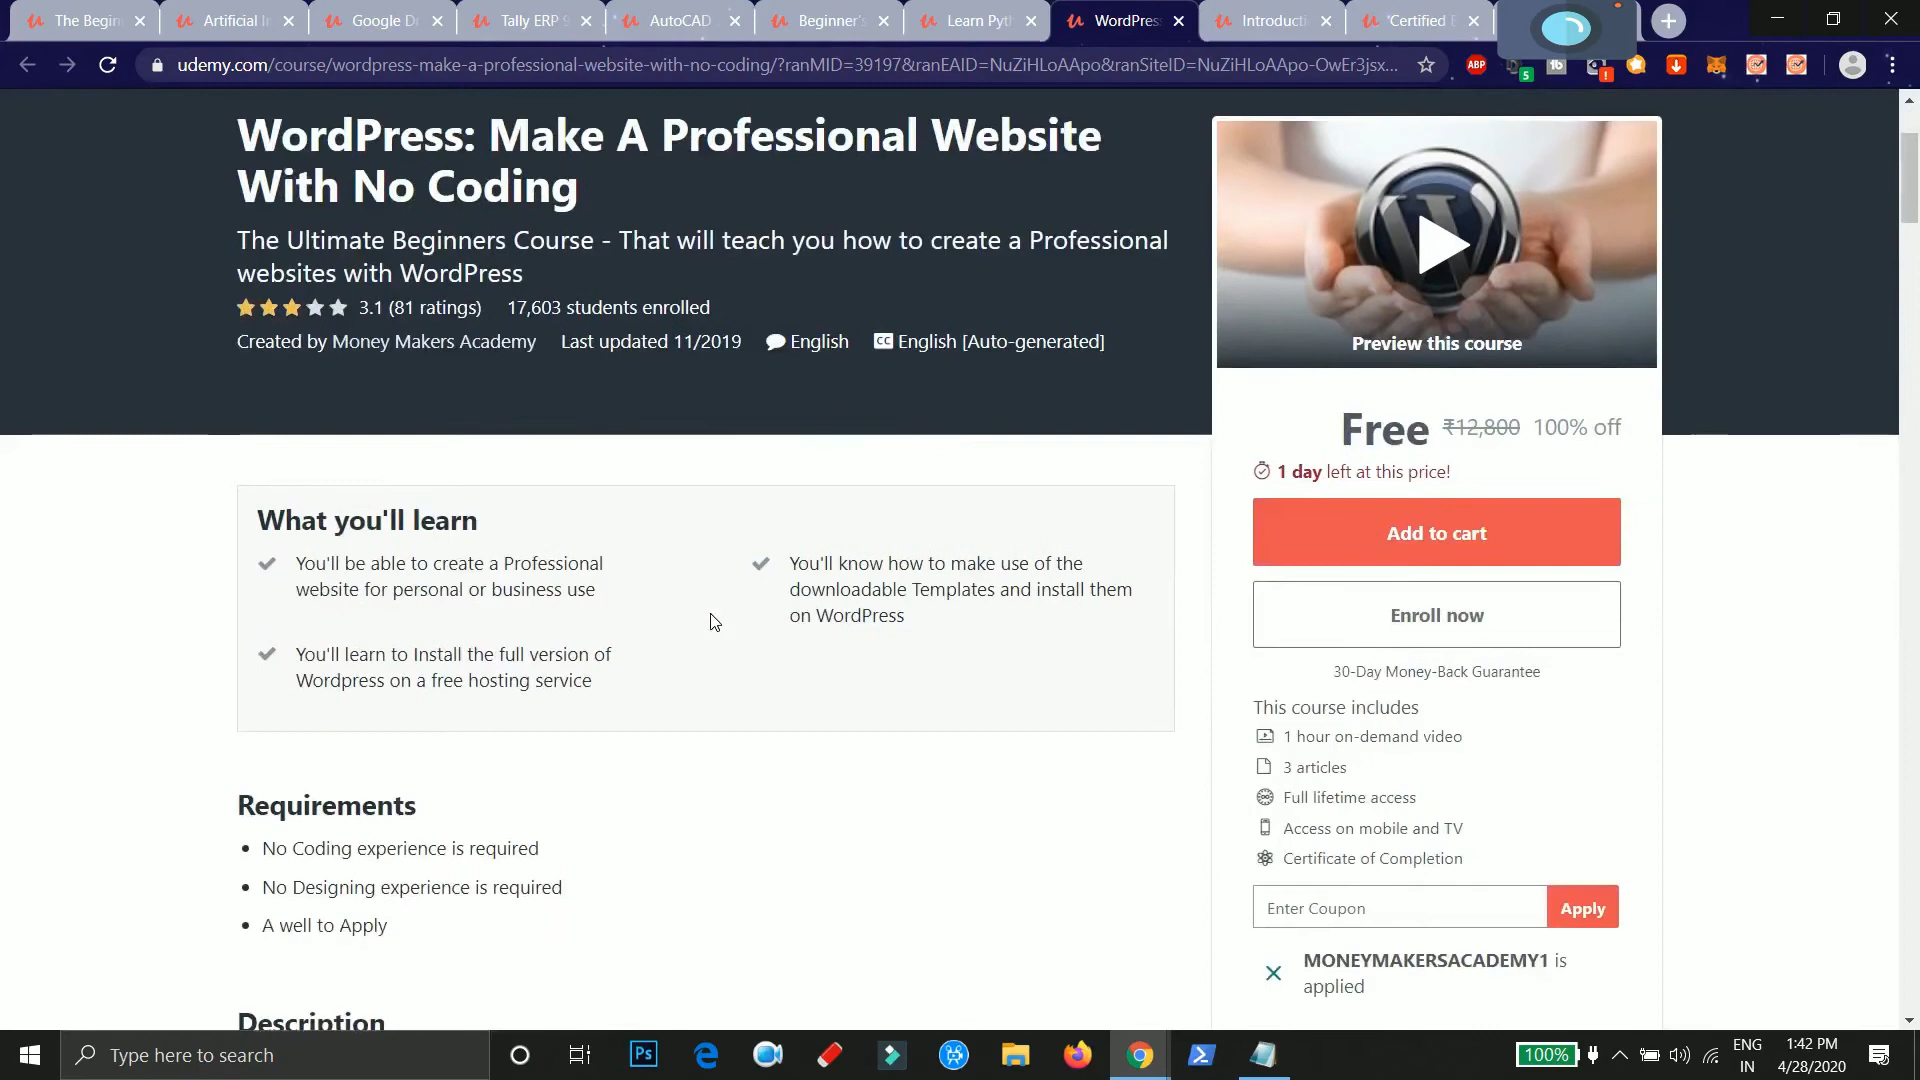 The Begin
Artificial In
Google Dr
Tally ERP 9
AutoCAD
Beginner's
Learn Pyt
WordPress
Introducti
"Certified E
udemy.com/course/wordpress-make-a-professional-website-with-no-coding/?ranMID=39197&ranEAID=NuZiHLoAApo&ranSiteID=NuZiHLoAApo-OwEr3jsx...
ABP
5
WordPress: Make A Professional Website
With No Coding
The Ultimate Beginners Course - That will teach you how to create a Professional
websites with WordPress
3.1 (81 ratings) 17,603 students enrolled
Created by Money Makers Academy Last updated 11/2019 English CC English [Auto-generated]
Preview this course
Free ₹12,800 100% off
1 day left at this price!
Add to cart
Enroll now
30-Day Money-Back Guarantee
This course includes
1 hour on-demand video
3 articles
Full lifetime access
Access on mobile and TV
Certificate of Completion
Enter Coupon Apply
MONEYMAKERSACADEMY1 is
applied
What you'll learn
You'll be able to create a Professional
website for personal or business use
You'll know how to make use of the
downloadable Templates and install them
on WordPress
You'll learn to Install the full version of
Wordpress on a free hosting service
Requirements
No Coding experience is required
No Designing experience is required
A well to Apply
Description
Type here to search
Ps
100%
ENG
IN
1:42 PM
4/28/2020